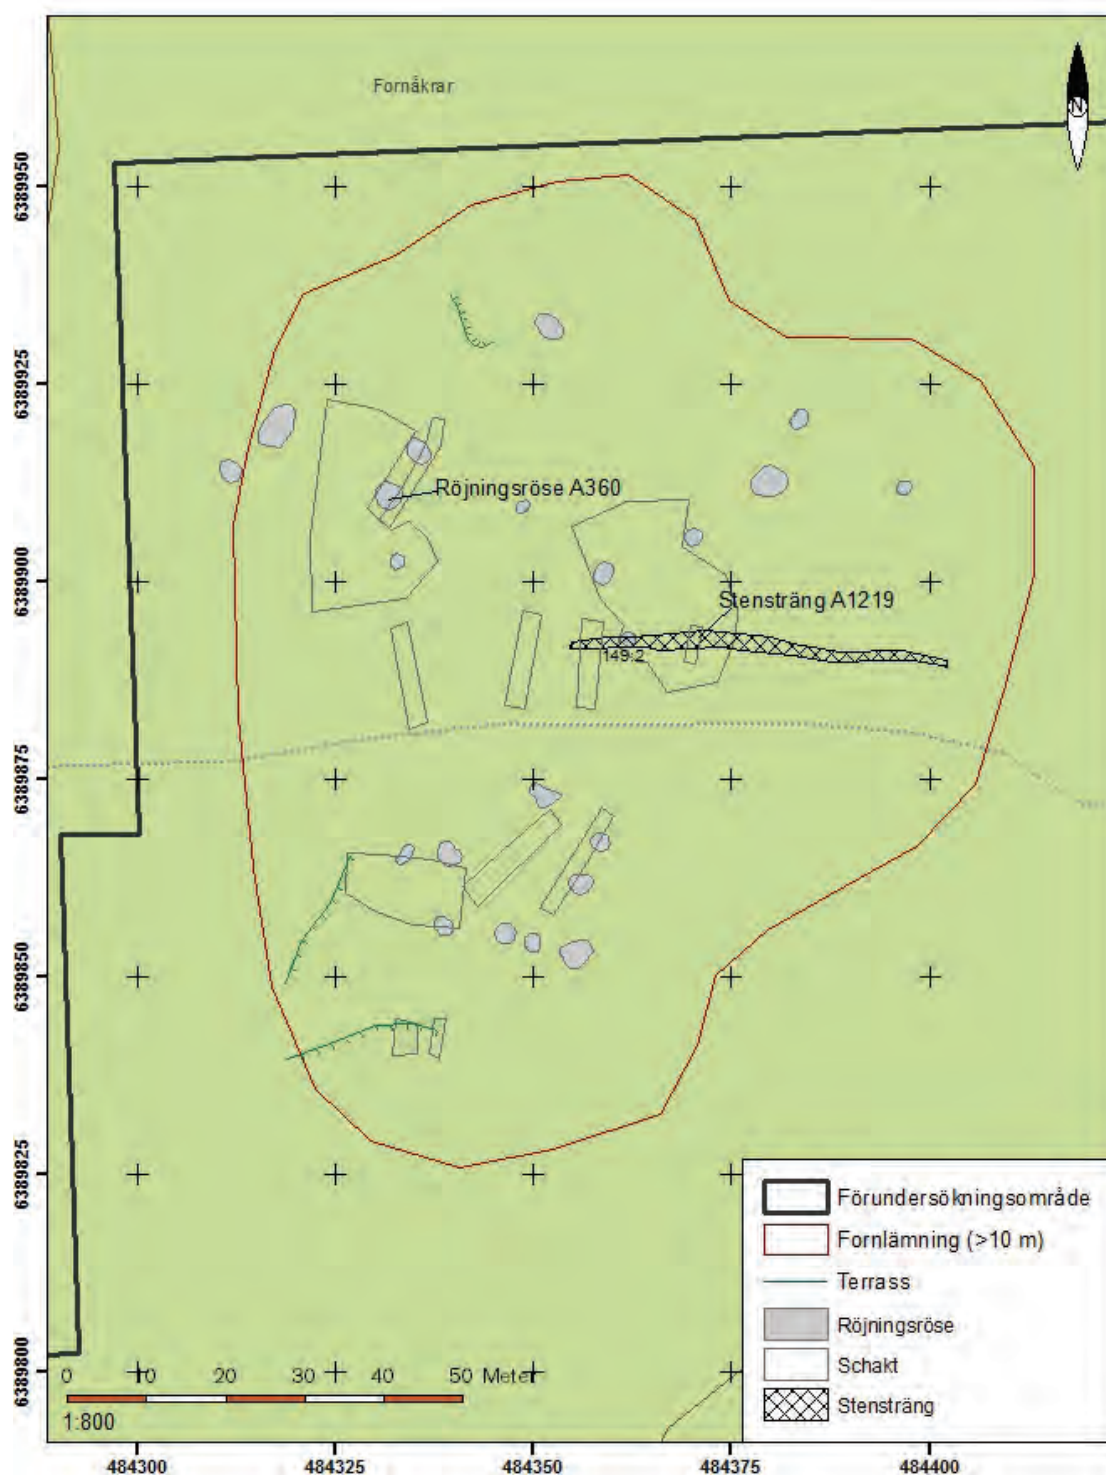 Fornåkrar
N
6389950
6389925
Röjningsröse A360
6389900
Stensträng A1219
149:2
6389875
6389850
6389825
6389800
Förundersökningsområde
Fornlämning (>10 m)
Terrass
Röjningsröse
Schakt
Stensträng
0 10 20 30 40 50 Meter
1:800
484300 484325 484350 484375 484400